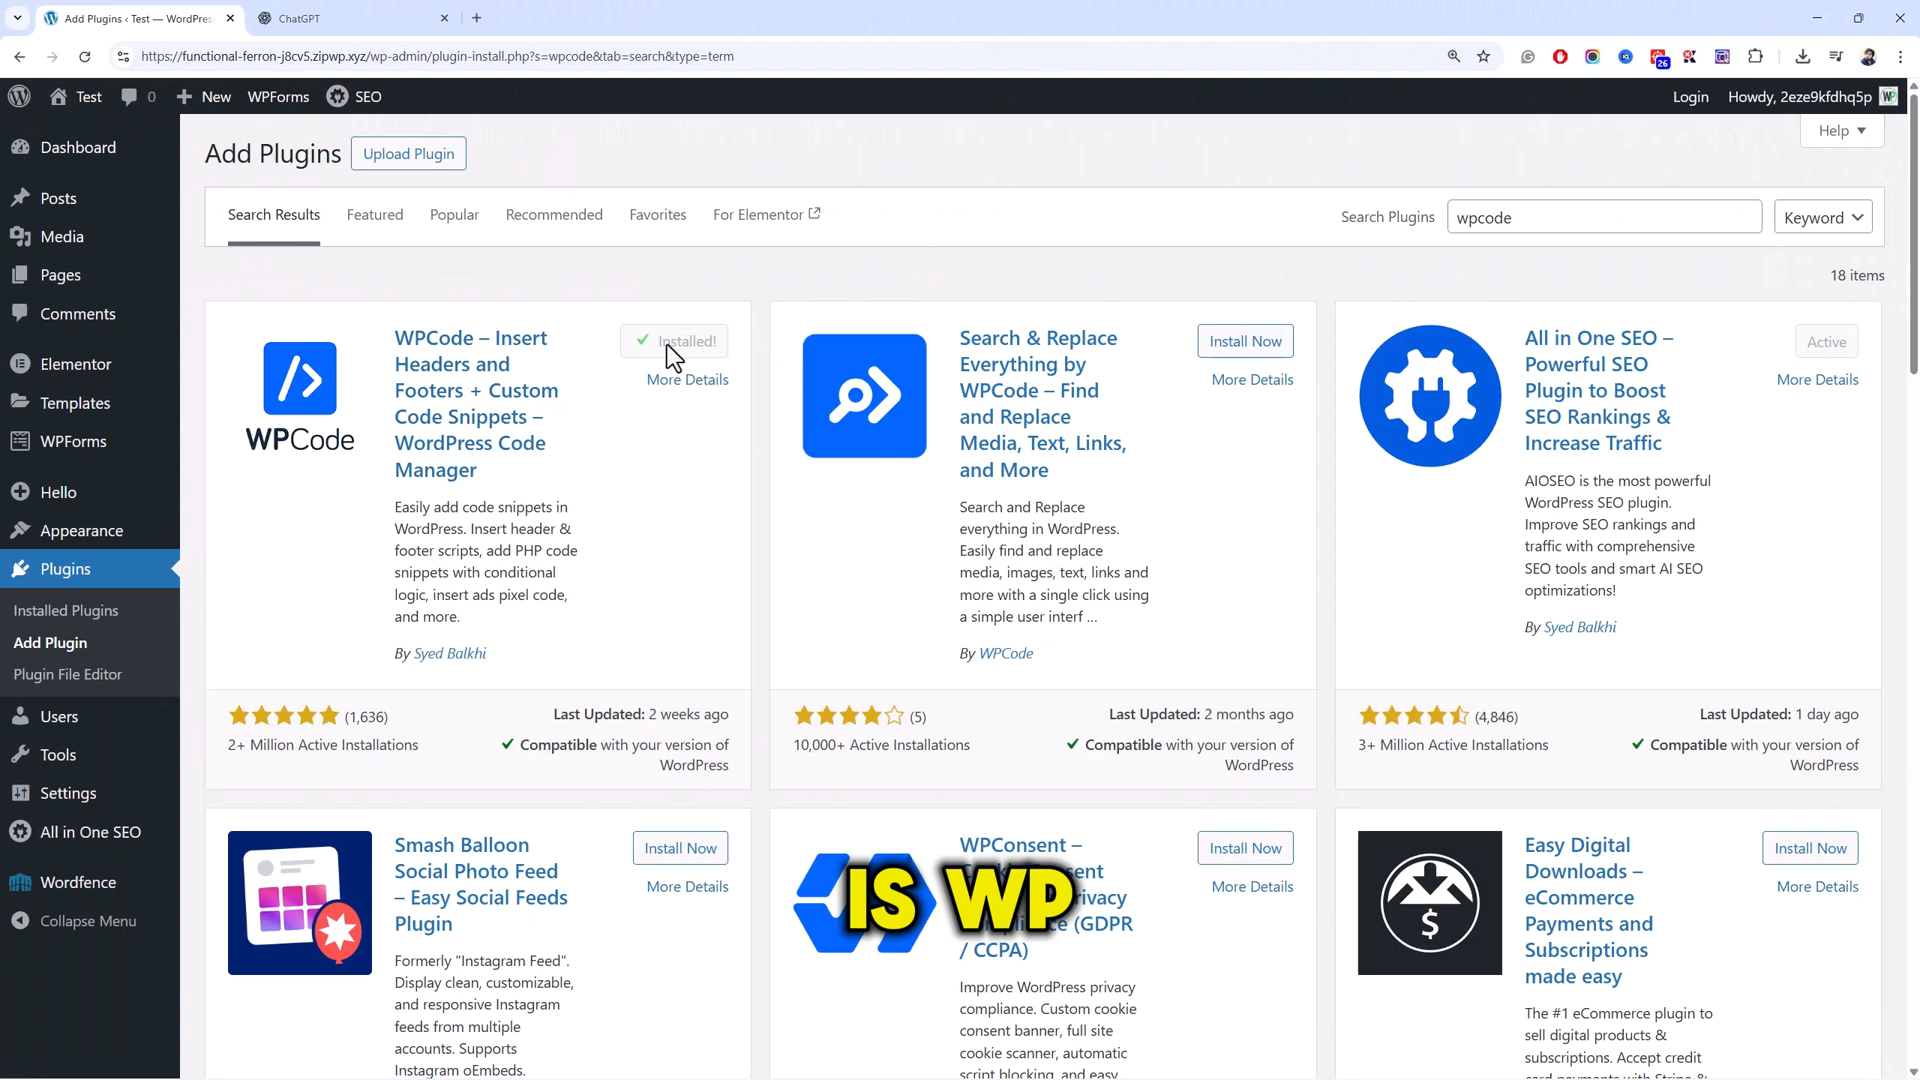 Add Plugins ‹ Test — WordPres
ChatGPT
https://functional-ferron-j8cv5.zipwp.xyz/wp-admin/plugin-install.php?s=wpcode&tab=search&type=term
26
Test
0
New
WPForms
SEO
Login
Howdy, 2eze9kfdhq5p
Dashboard
Posts
Media
Pages
Comments
Elementor
Templates
WPForms
Hello
Appearance
Plugins
Installed Plugins
Add Plugin
Plugin File Editor
Users
Tools
Settings
All in One SEO
Wordfence
Collapse Menu
Help
Add Plugins
Upload Plugin
Search Results
Featured
Popular
Recommended
Favorites
For Elementor
Search Plugins
wpcode
Keyword
18 items
WPCode
WPCode – Insert
Headers and
Footers + Custom
Code Snippets –
WordPress Code
Manager
Installed!
More Details
Easily add code snippets in
WordPress. Insert header &
footer scripts, add PHP code
snippets with conditional
logic, insert ads pixel code,
and more.
By Syed Balkhi
(1,636)
2+ Million Active Installations
Last Updated: 2 weeks ago
Compatible with your version of
WordPress
Search & Replace
Everything by
WPCode – Find
and Replace
Media, Text, Links,
and More
Install Now
More Details
Search and Replace
everything in WordPress.
Easily find and replace
media, images, text, links and
more with a single click using
a simple user interf ...
By WPCode
(5)
10,000+ Active Installations
Last Updated: 2 months ago
Compatible with your version of
WordPress
All in One SEO –
Powerful SEO
Plugin to Boost
SEO Rankings &
Increase Traffic
Active
More Details
AIOSEO is the most powerful
WordPress SEO plugin.
Improve SEO rankings and
traffic with comprehensive
SEO tools and smart AI SEO
optimizations!
By Syed Balkhi
(4,846)
3+ Million Active Installations
Last Updated: 1 day ago
Compatible with your version of
WordPress
Smash Balloon
Social Photo Feed
– Easy Social Feeds
Plugin
Install Now
More Details
Formerly "Instagram Feed".
Display clean, customizable,
and responsive Instagram
feeds from multiple
accounts. Supports
Instagram oEmbeds.
WPConsent –
IS WP
(GDPR
/ CCPA)
Install Now
More Details
Improve WordPress privacy
compliance. Custom cookie
consent banner, full site
cookie scanner, automatic
script blocking, and easy
Easy Digital
Downloads –
eCommerce
Payments and
Subscriptions
made easy
Install Now
More Details
The #1 eCommerce plugin to
sell digital products &
subscriptions. Accept credit
card payments with Stripe &